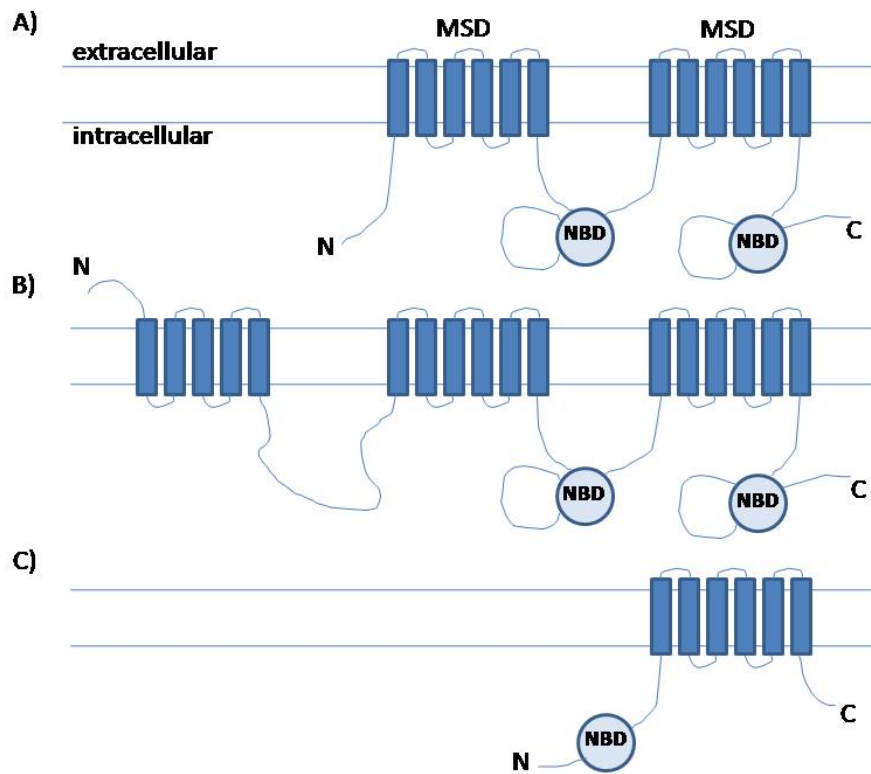 A)
MSD MSD
extracellular
intracellular
N NBD NBD C
N
B)
NBD NBD C
C)
C
N NBD